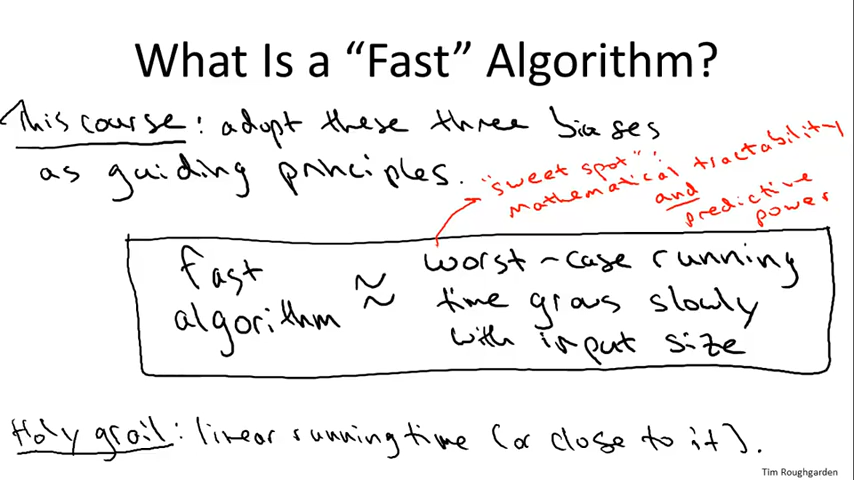 What Is a "Fast" Algorithm?
This course: adopt these three biases
as guiding principles.
"sweet spot":
mathematical tractability
and
predictive
power
fast
algorithm
≈
worst-case running
time grows slowly
with input size
Holy grail: linear running time (or close to it).
Tim Roughgarden